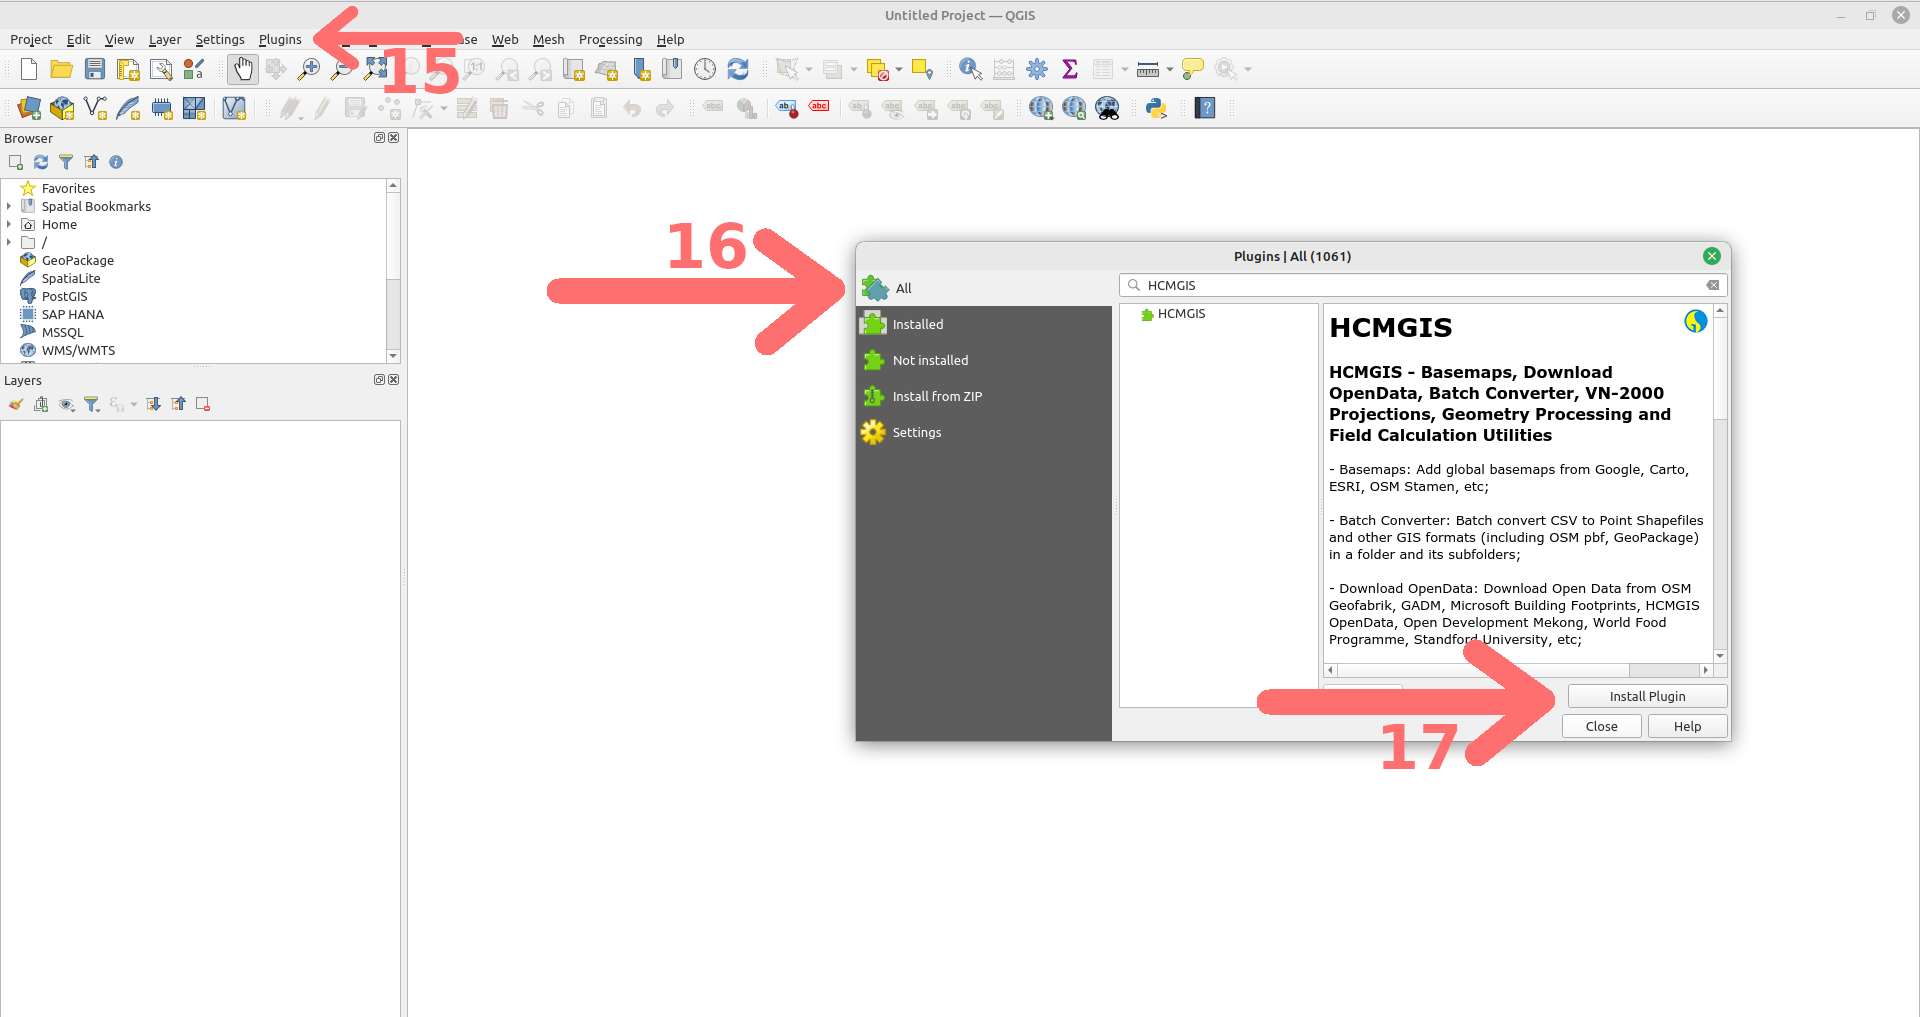 Untitled Project — QGIS
Project Edit View Layer Settings Plugins Web Mesh Processing Help
15
Browser
Favorites
Spatial Bookmarks
Home
/
GeoPackage
SpatiaLite
PostGIS
SAP HANA
MSSQL
WMS/WMTS
Layers
16
Plugins | All (1061)
All
Installed
Not installed
Install from ZIP
Settings
HCMGIS
HCMGIS
HCMGIS
HCMGIS - Basemaps, Download
OpenData, Batch Converter, VN-2000
Projections, Geometry Processing and
Field Calculation Utilities
- Basemaps: Add global basemaps from Google, Carto,
ESRI, OSM Stamen, etc;
- Batch Converter: Batch convert CSV to Point Shapefiles
and other GIS formats (including OSM pbf, GeoPackage)
in a folder and its subfolders;
- Download OpenData: Download Open Data from OSM
Geofabrik, GADM, Microsoft Building Footprints, HCMGIS
OpenData, Open Development Mekong, World Food
Programme, Standford University, etc;
Install Plugin
17
Close
Help